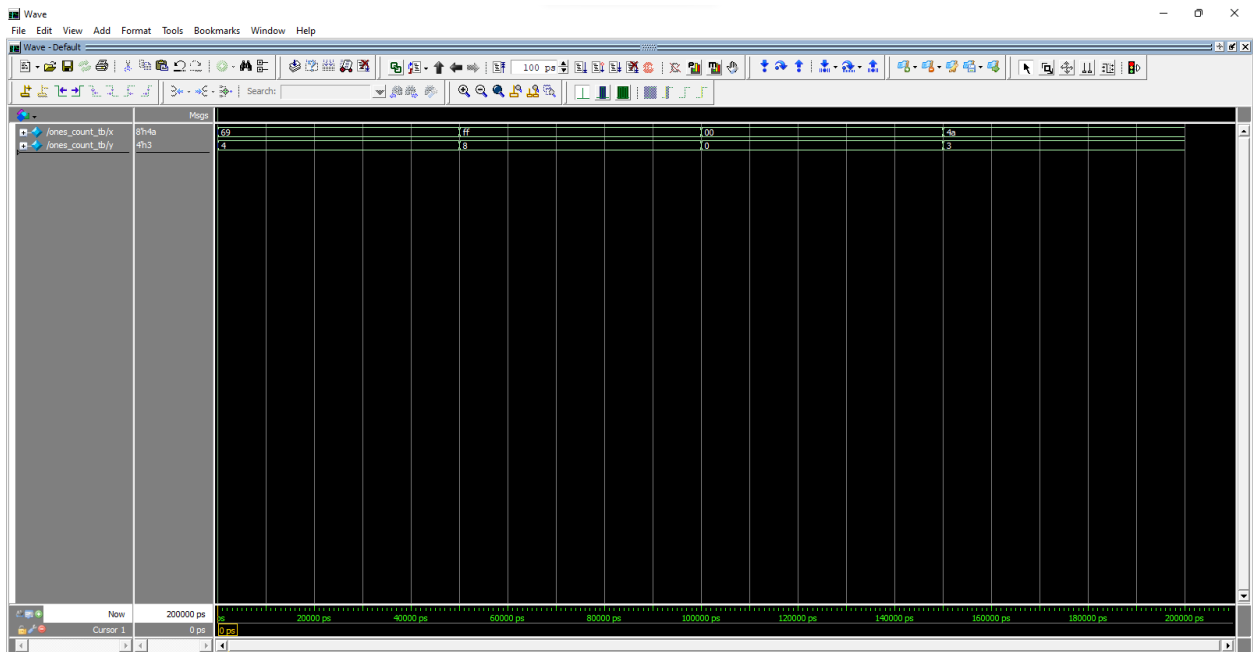 Wave
File Edit View Add Format Tools Bookmarks Window Help
Wave - Default
100 ps
Search:
Msgs
/ones_count_tb/x 8'h4a 69 ff 00 4a
/ones_count_tb/y 4'h3 4 8 0 3
Now 200000 ps ps 20000 ps 40000 ps 60000 ps 80000 ps 100000 ps 120000 ps 140000 ps 160000 ps 180000 ps 200000 ps
Cursor 1 0 ps 0 ps